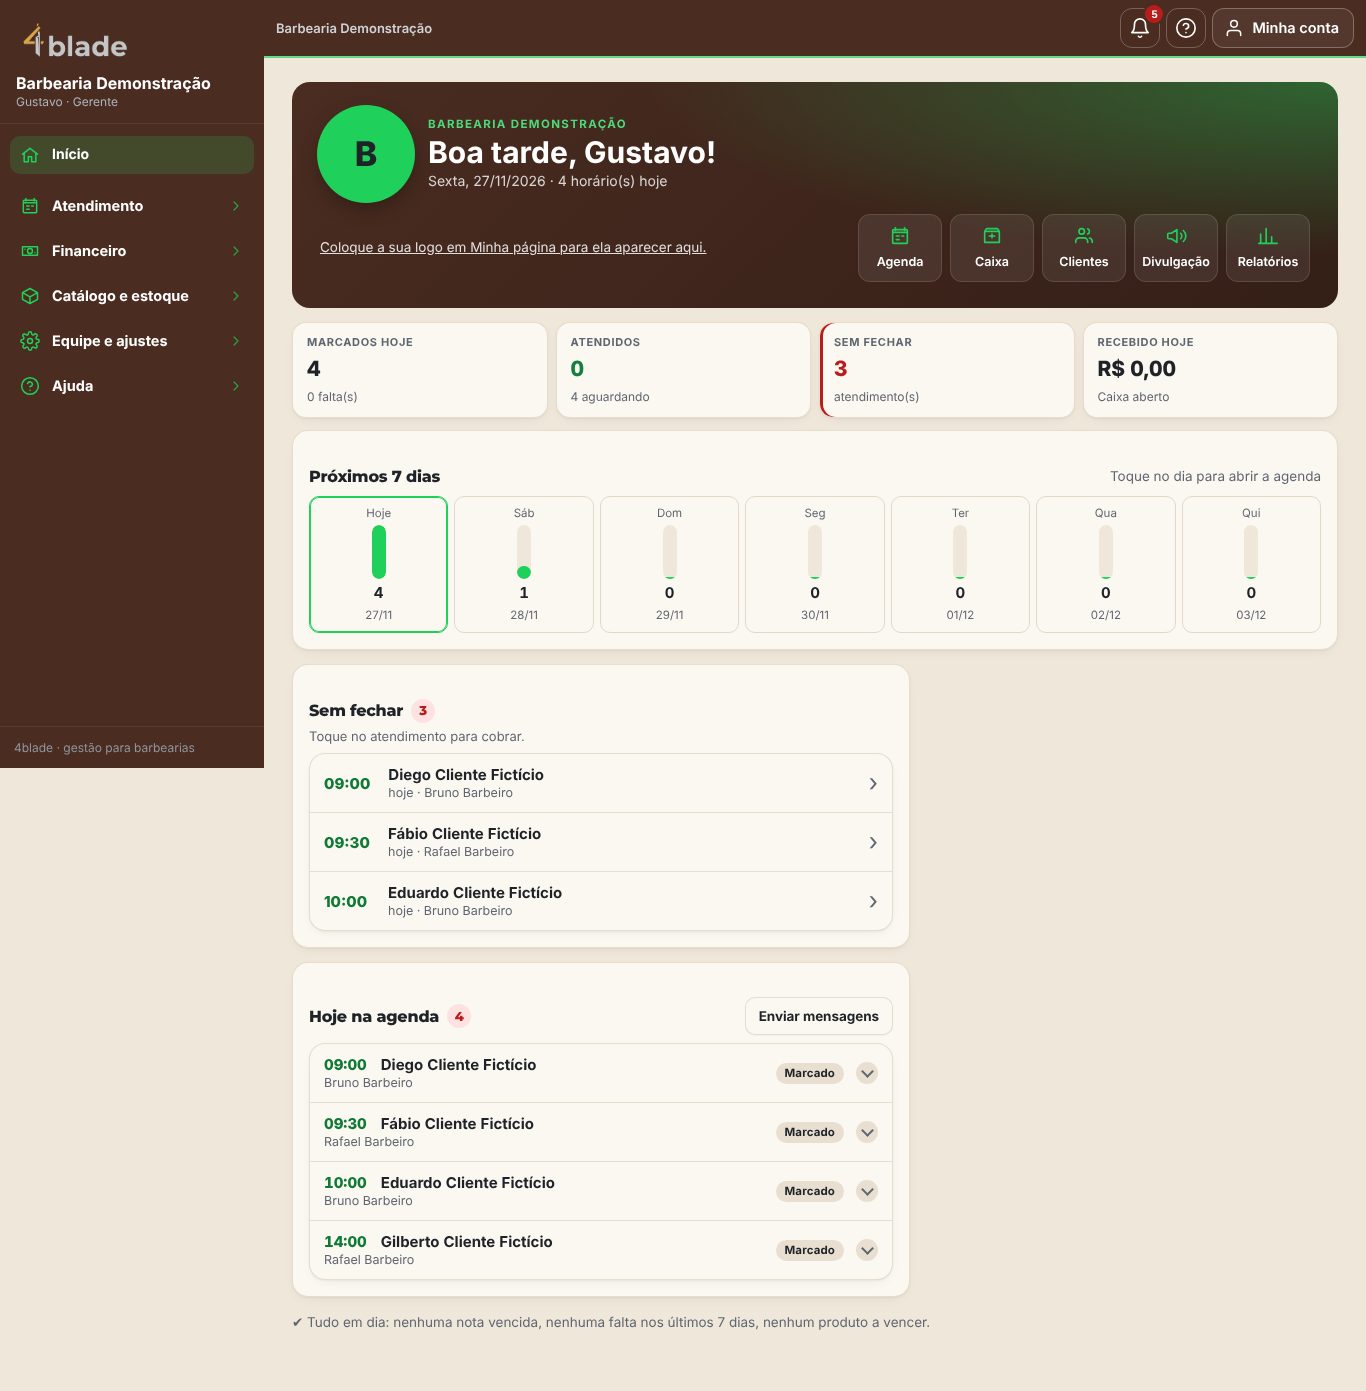 4blade
Barbearia Demonstração
Gustavo · Gerente
Início
Atendimento
Financeiro
Catálogo e estoque
Equipe e ajustes
Ajuda
4blade · gestão para barbearias
Barbearia Demonstração
5
Minha conta
B
BARBEARIA DEMONSTRAÇÃO
Boa tarde, Gustavo!
Sexta, 27/11/2026 · 4 horário(s) hoje
Coloque a sua logo em Minha página para ela aparecer aqui.
Agenda
Caixa
Clientes
Divulgação
Relatórios
MARCADOS HOJE
4
0 falta(s)
ATENDIDOS
0
4 aguardando
SEM FECHAR
3
atendimento(s)
RECEBIDO HOJE
R$ 0,00
Caixa aberto
Próximos 7 dias
Toque no dia para abrir a agenda
Hoje
4
27/11
Sáb
1
28/11
Dom
0
29/11
Seg
0
30/11
Ter
0
01/12
Qua
0
02/12
Qui
0
03/12
Sem fechar 3
Toque no atendimento para cobrar.
09:00 Diego Cliente Fictício
hoje · Bruno Barbeiro
09:30 Fábio Cliente Fictício
hoje · Rafael Barbeiro
10:00 Eduardo Cliente Fictício
hoje · Bruno Barbeiro
Hoje na agenda 4
Enviar mensagens
09:00 Diego Cliente Fictício
Bruno Barbeiro
Marcado
09:30 Fábio Cliente Fictício
Rafael Barbeiro
Marcado
10:00 Eduardo Cliente Fictício
Bruno Barbeiro
Marcado
14:00 Gilberto Cliente Fictício
Rafael Barbeiro
Marcado
✔ Tudo em dia: nenhuma nota vencida, nenhuma falta nos últimos 7 dias, nenhum produto a vencer.